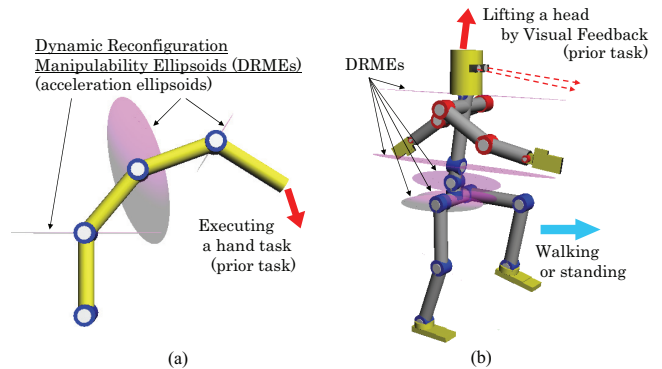 Dynamic Reconfiguration
Manipulability Ellipsoids (DRMEs)
(acceleration ellipsoids)
Executing
a hand task
(prior task)
(a)
Lifting a head
by Visual Feedback
(prior task)
DRMEs
Walking
or standing
(b)